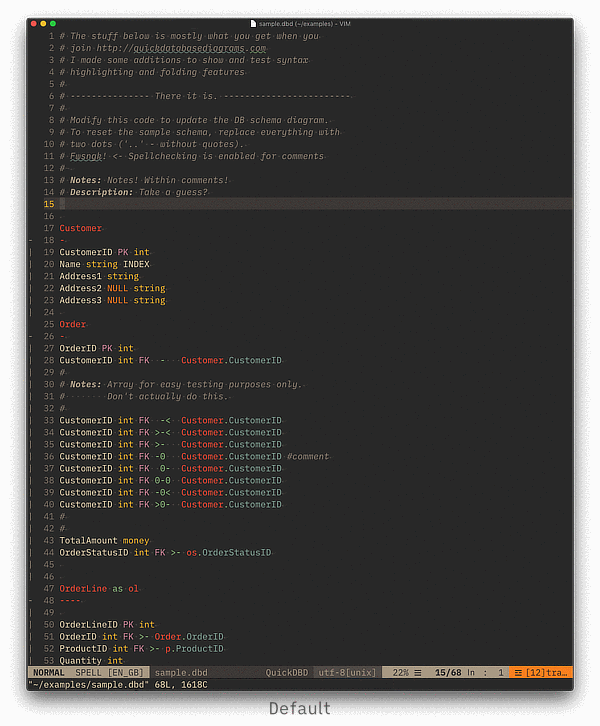 sample.dbd (~/examples) - VIM
1 # The stuff below is mostly what you get when you
2 # join http://quickdatabasediagrams.com
3 # I made some additions to show and test syntax
4 # highlighting and folding features
5 #
6 # --------------- There it is. ------------------------
7 #
8 # Modify this code to update the DB schema diagram.
9 # To reset the sample schema, replace everything with
10 # two dots ('..' - without quotes).
11 # Fwsngk! <- Spellchecking is enabled for comments
12 #
13 # Notes: Notes! Within comments!
14 # Description: Take a guess?
15
16
17 Customer
- 18 -
| 19 CustomerID PK int
| 20 Name string INDEX
| 21 Address1 string
| 22 Address2 NULL string
| 23 Address3 NULL string
| 24
25 Order
- 26 -
| 27 OrderID PK int
| 28 CustomerID int FK - Customer.CustomerID
| 29 #
| 30 # Notes: Array for easy testing purposes only.
| 31 # Don't actually do this.
| 32 #
| 33 CustomerID int FK -< Customer.CustomerID
| 34 CustomerID int FK >-< Customer.CustomerID
| 35 CustomerID int FK >- Customer.CustomerID
| 36 CustomerID int FK -0 Customer.CustomerID #comment
| 37 CustomerID int FK 0- Customer.CustomerID
| 38 CustomerID int FK 0-0 Customer.CustomerID
| 39 CustomerID int FK -0< Customer.CustomerID
| 40 CustomerID int FK >0- Customer.CustomerID
| 41 #
| 42 #
| 43 TotalAmount money
| 44 OrderStatusID int FK >- os.OrderStatusID
| 45
| 46
47 OrderLine as ol
- 48 ----
| 49
| 50 OrderLineID PK int
| 51 OrderID int FK >- Order.OrderID
| 52 ProductID int FK >- p.ProductID
| 53 Quantity int
NORMAL SPELL [EN_GB] sample.dbd QuickDBD utf-8[unix] 22% ☰ 15/68 ln : 1 ☲ [12]tra…
"~/examples/sample.dbd" 68L, 1618C
Default